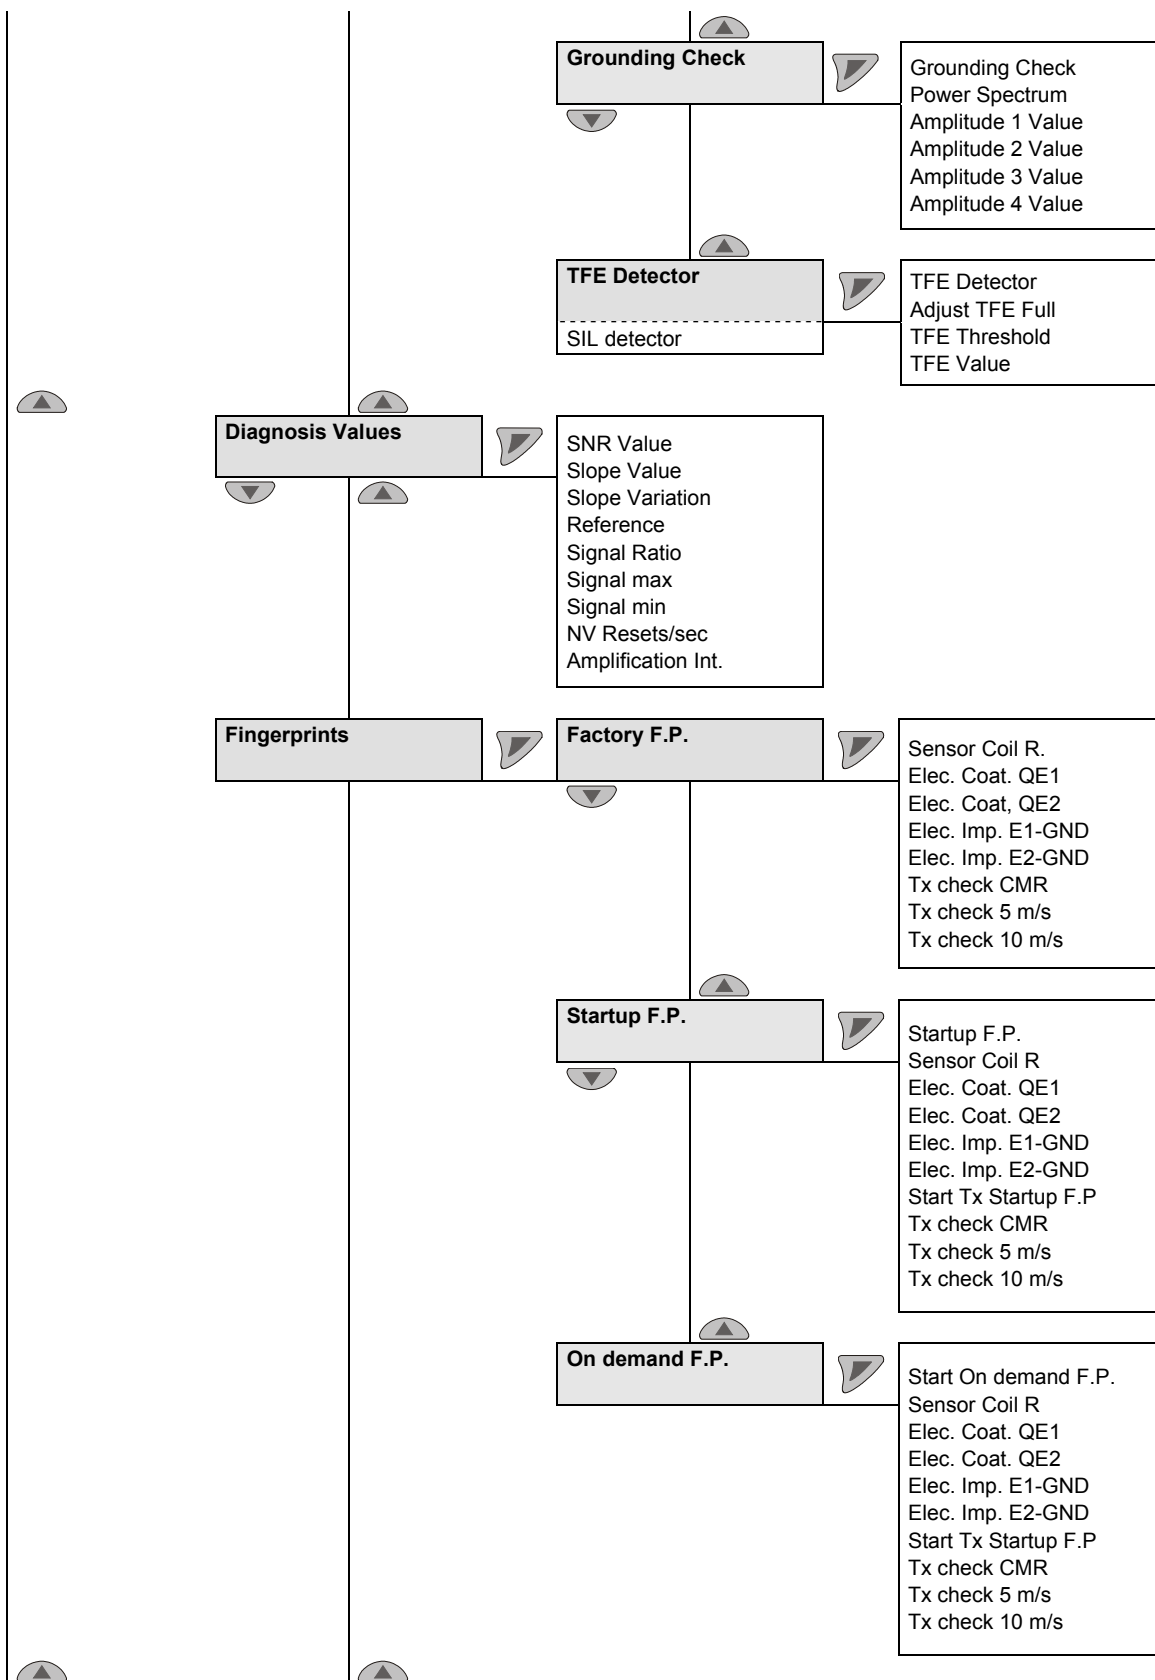 Grounding Check
Grounding Check
Power Spectrum
Amplitude 1 Value
Amplitude 2 Value
Amplitude 3 Value
Amplitude 4 Value
TFE Detector
SIL detector
TFE Detector
Adjust TFE Full
TFE Threshold
TFE Value
Diagnosis Values
SNR Value
Slope Value
Slope Variation
Reference
Signal Ratio
Signal max
Signal min
NV Resets/sec
Amplification Int.
Fingerprints
Factory F.P.
Sensor Coil R.
Elec. Coat. QE1
Elec. Coat, QE2
Elec. Imp. E1-GND
Elec. Imp. E2-GND
Tx check CMR
Tx check 5 m/s
Tx check 10 m/s
Startup F.P.
Startup F.P.
Sensor Coil R
Elec. Coat. QE1
Elec. Coat. QE2
Elec. Imp. E1-GND
Elec. Imp. E2-GND
Start Tx Startup F.P
Tx check CMR
Tx check 5 m/s
Tx check 10 m/s
On demand F.P.
Start On demand F.P.
Sensor Coil R
Elec. Coat. QE1
Elec. Coat. QE2
Elec. Imp. E1-GND
Elec. Imp. E2-GND
Start Tx Startup F.P
Tx check CMR
Tx check 5 m/s
Tx check 10 m/s